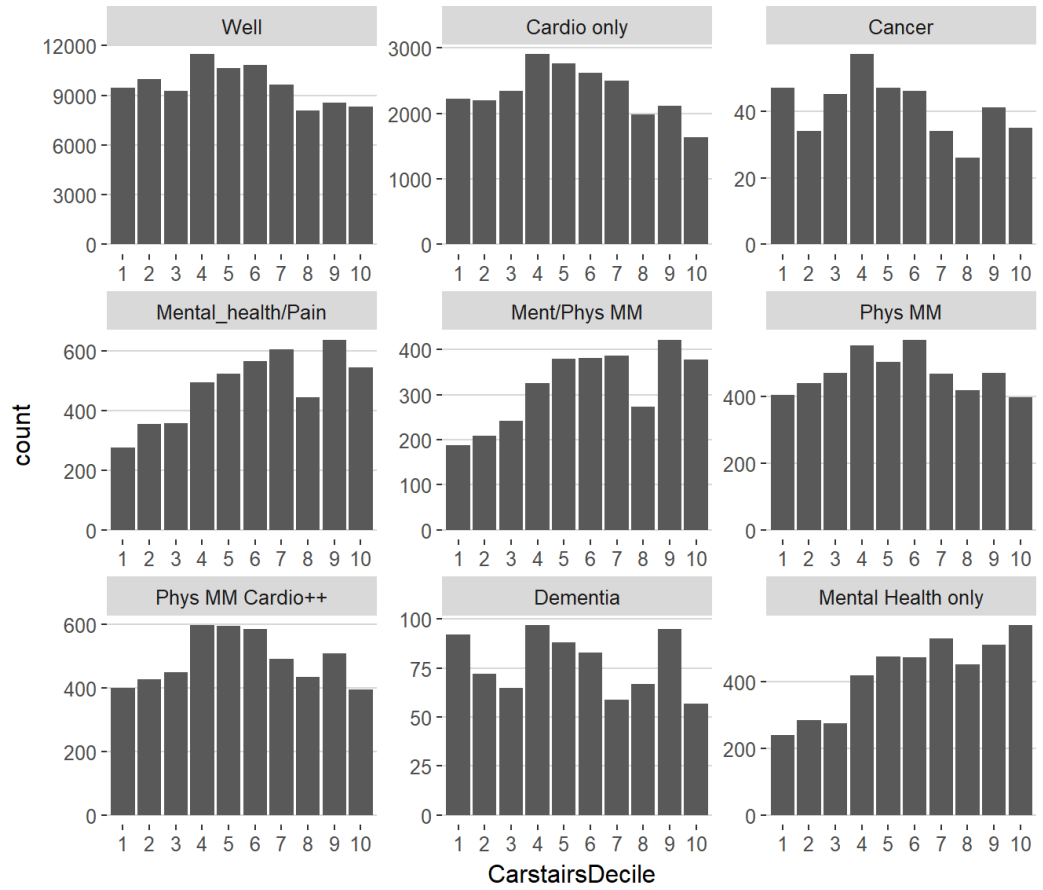 Well
Cardio only
Cancer
12000
9000
6000
3000
0
3000
2000
1000
0
40
20
0
1 2 3 4 5 6 7 8 9 10
1 2 3 4 5 6 7 8 9 10
1 2 3 4 5 6 7 8 9 10
Mental_health/Pain
Ment/Phys MM
Phys MM
600
400
200
0
400
300
200
100
0
400
200
0
1 2 3 4 5 6 7 8 9 10
1 2 3 4 5 6 7 8 9 10
1 2 3 4 5 6 7 8 9 10
count
Phys MM Cardio++
Dementia
Mental Health only
600
400
200
0
100
75
50
25
0
400
200
0
1 2 3 4 5 6 7 8 9 10
1 2 3 4 5 6 7 8 9 10
1 2 3 4 5 6 7 8 9 10
CarstairsDecile